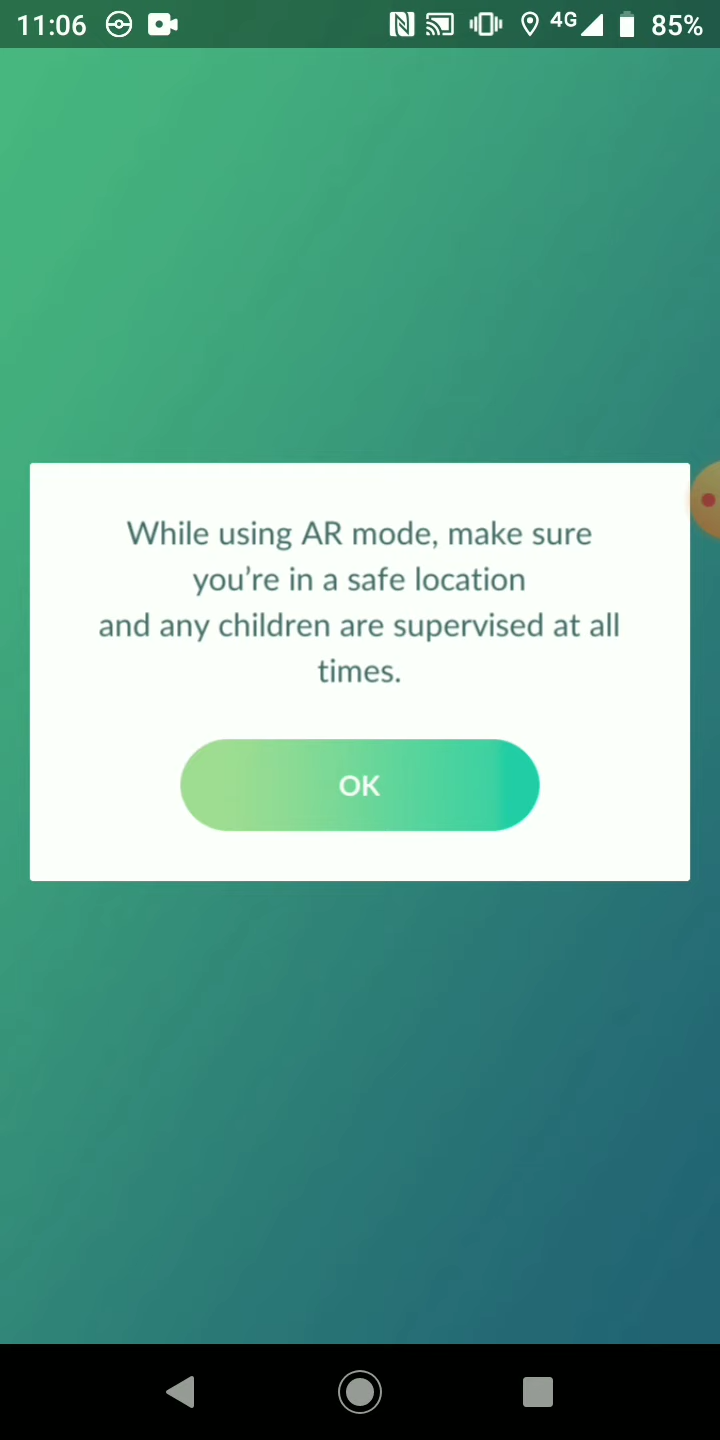 11:06 4G 85%
While using AR mode, make sure
you’re in a safe location
and any children are supervised at all
times.
OK